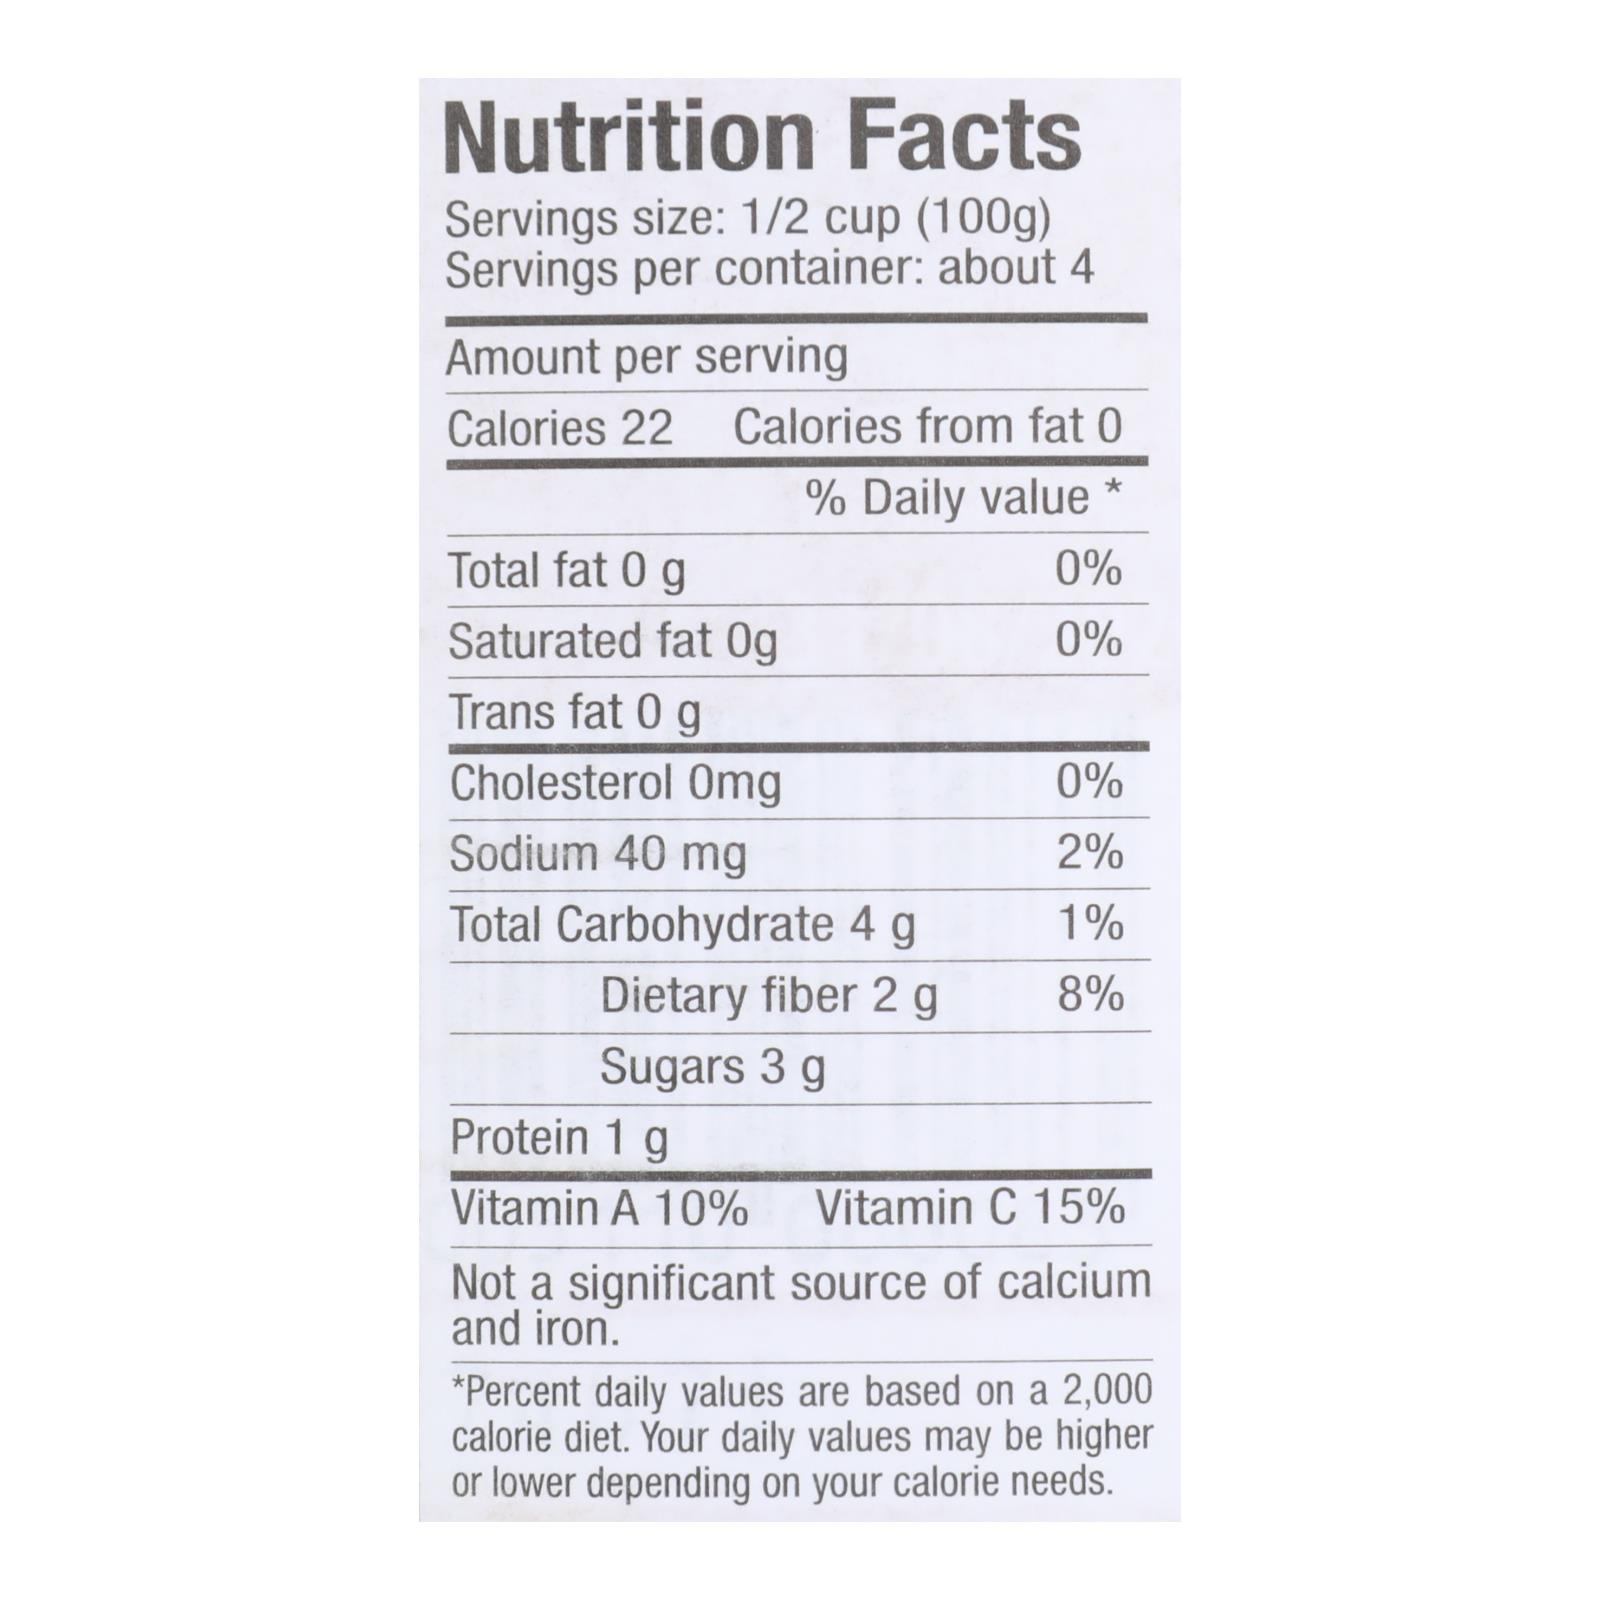 Nutrition Facts
Servings size: 1/2 cup (100g)
Servings per container: about 4
Amount per serving
Calories 22 Calories from fat 0
% Daily value *
Total fat 0 g 0%
Saturated fat 0g 0%
Trans fat 0 g
Cholesterol 0mg 0%
Sodium 40 mg 2%
Total Carbohydrate 4 g 1%
Dietary fiber 2 g 8%
Sugars 3 g
Protein 1 g
Vitamin A 10% Vitamin C 15%
Not a significant source of calcium
and iron.
*Percent daily values are based on a 2,000
calorie diet. Your daily values may be higher
or lower depending on your calorie needs.